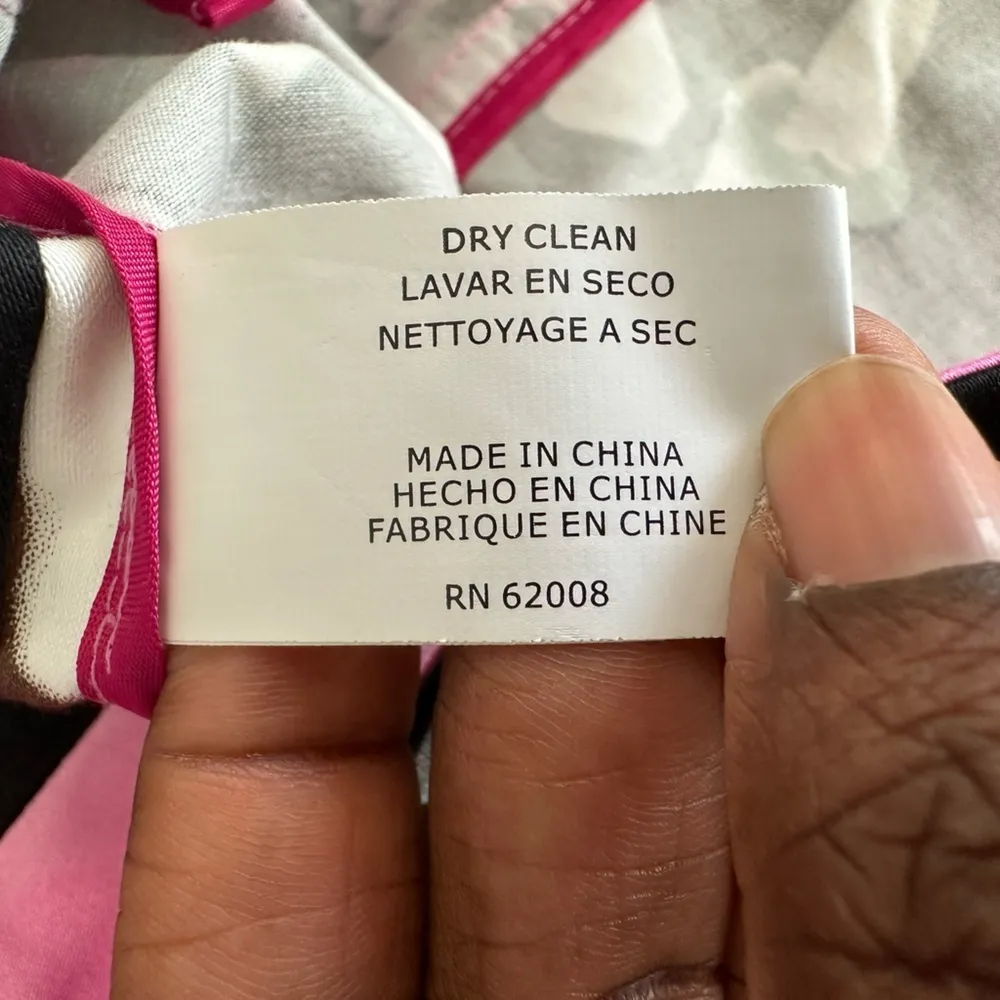 DRY CLEAN
LAVAR EN SECO
NETTOYAGE A SEC
MADE IN CHINA
HECHO EN CHINA
FABRIQUE EN CHINE
RN 62008